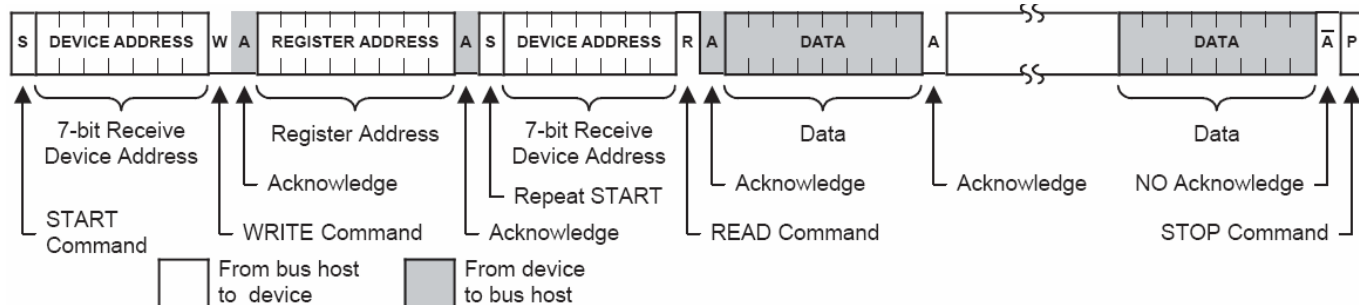 S DEVICE ADDRESS W A REGISTER ADDRESS A S DEVICE ADDRESS R A DATA A DATA A̅ P
7-bit Receive
Device Address
Register Address
7-bit Receive
Device Address
Data
Data
Acknowledge
Repeat START
Acknowledge
Acknowledge
NO Acknowledge
START
Command
WRITE Command
Acknowledge
READ Command
STOP Command
From bus host
to device
From device
to bus host